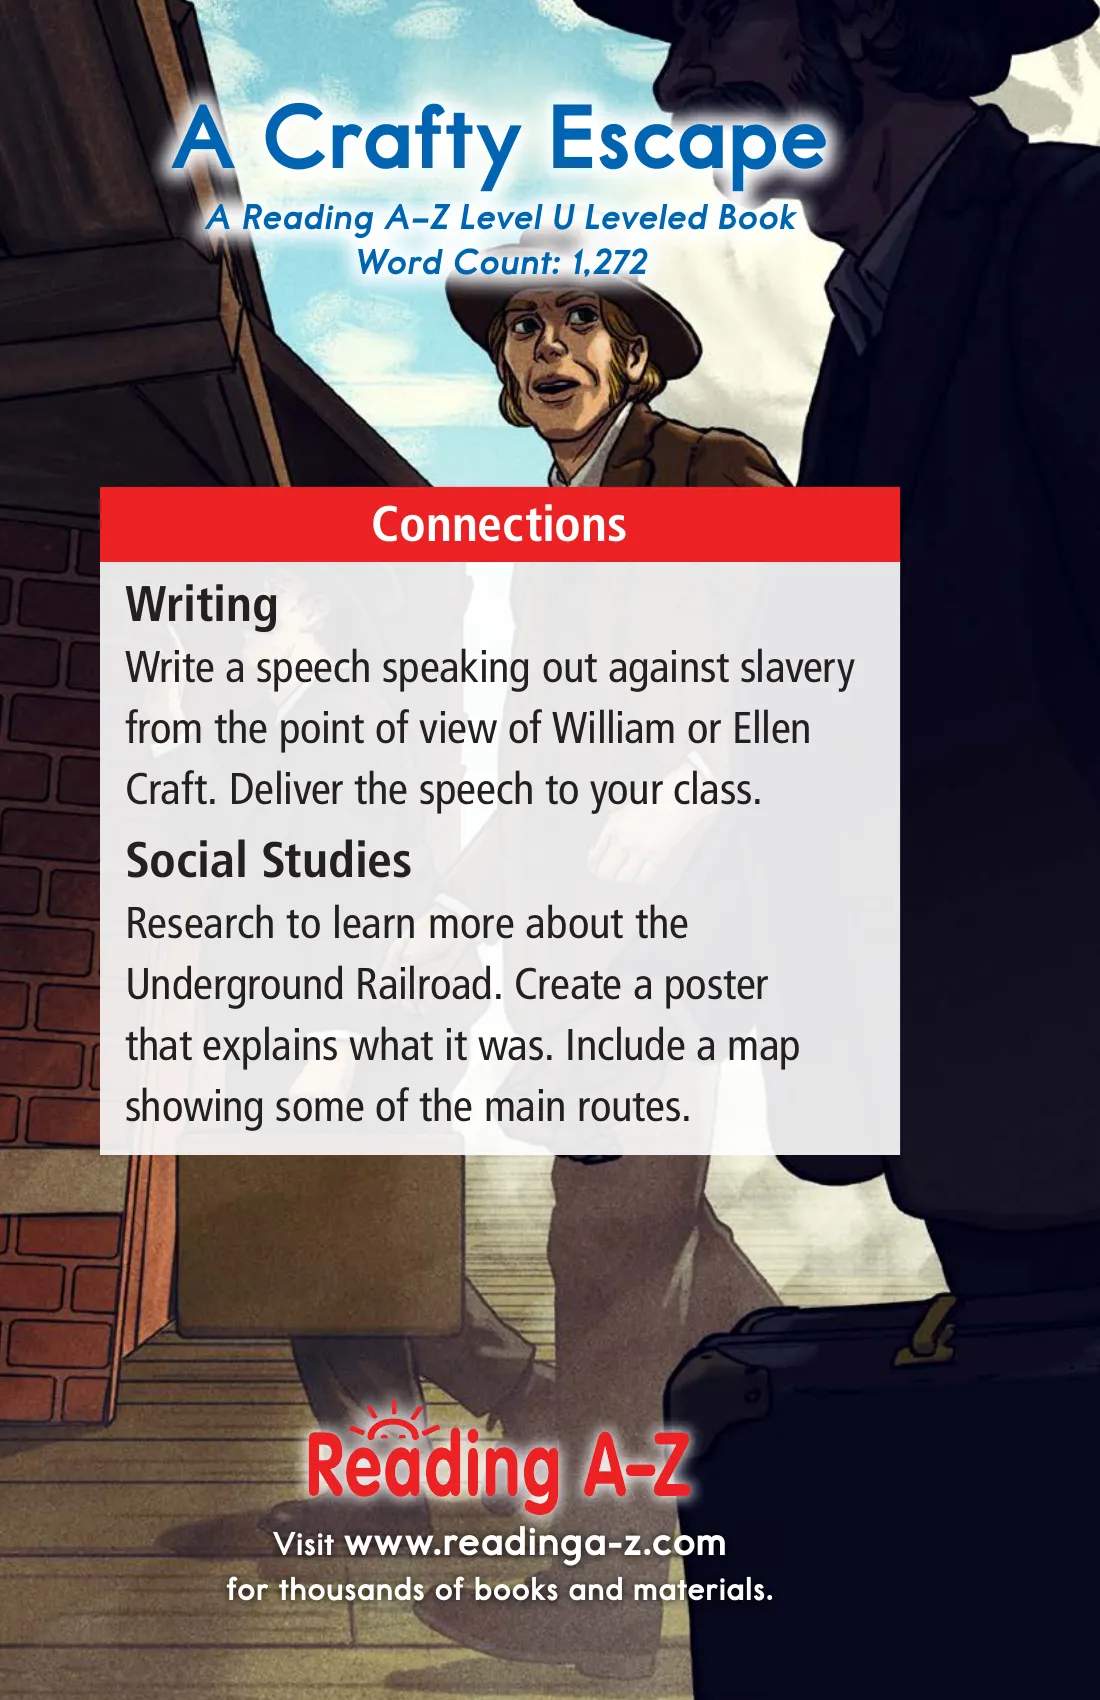 A Crafty Escape
A Reading A–Z Level U Leveled Book
Word Count: 1,272
Connections
Writing
Write a speech speaking out against slavery
from the point of view of William or Ellen
Craft. Deliver the speech to your class.
Social Studies
Research to learn more about the
Underground Railroad. Create a poster
that explains what it was. Include a map
showing some of the main routes.
Reading A–Z
Visit www.readinga-z.com
for thousands of books and materials.